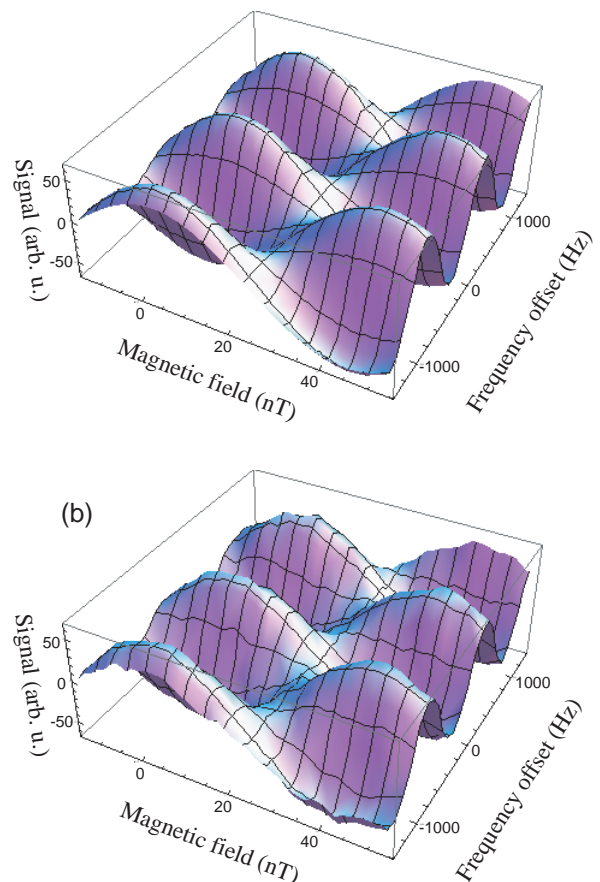 Signal (arb. u.)
50
0
-50
0
20
40
Magnetic field (nT)
1000
0
-1000
Frequency offset (Hz)
(b)
Signal (arb. u.)
50
0
-50
0
20
40
Magnetic field (nT)
1000
0
-1000
Frequency offset (Hz)